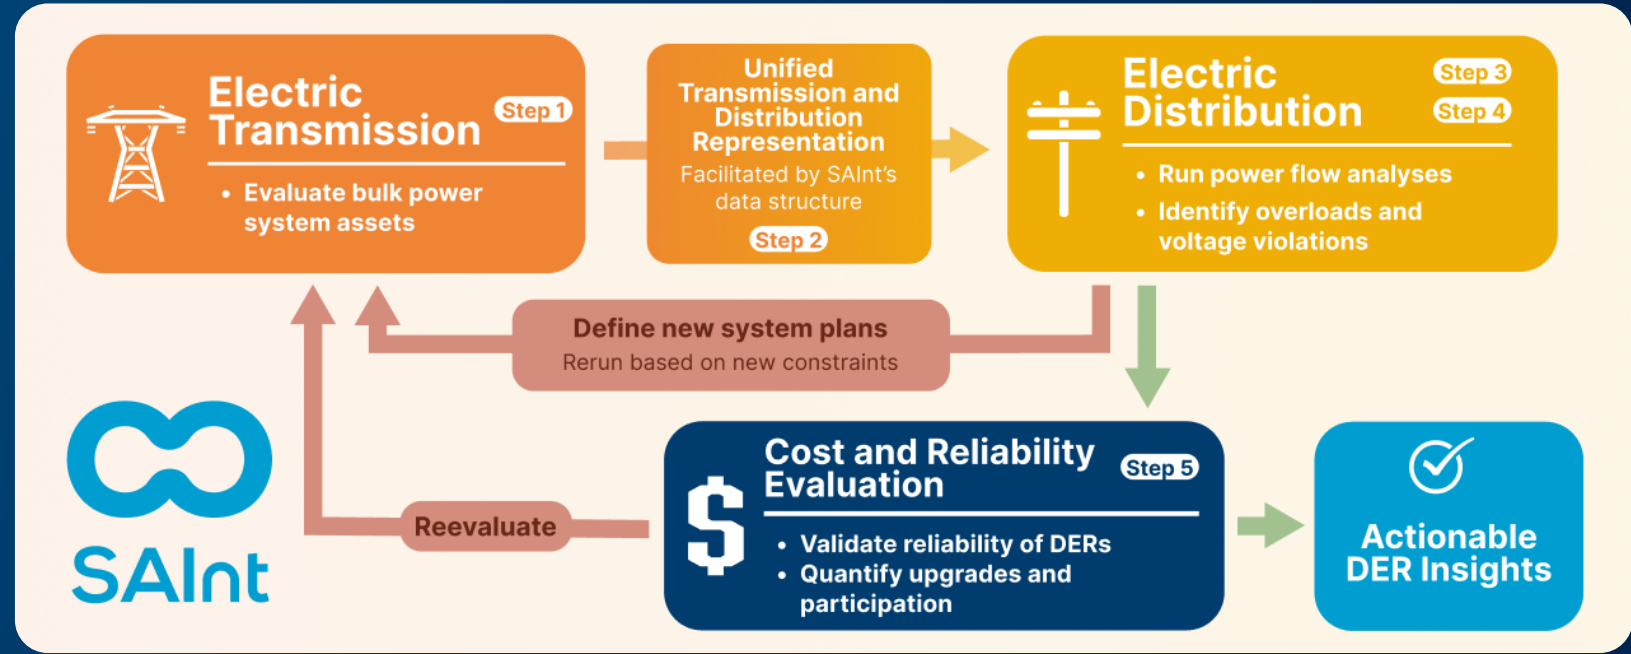 Electric
Transmission
Step 1
• Evaluate bulk power
system assets
Unified
Transmission and
Distribution
Representation
Facilitated by SAInt's
data structure
Step 2
Electric
Distribution
Step 3
Step 4
• Run power flow analyses
• Identify overloads and
voltage violations
Define new system plans
Rerun based on new constraints
Cost and Reliability
Evaluation
Step 5
• Validate reliability of DERs
• Quantify upgrades and
participation
Reevaluate
Actionable
DER Insights
SAInt